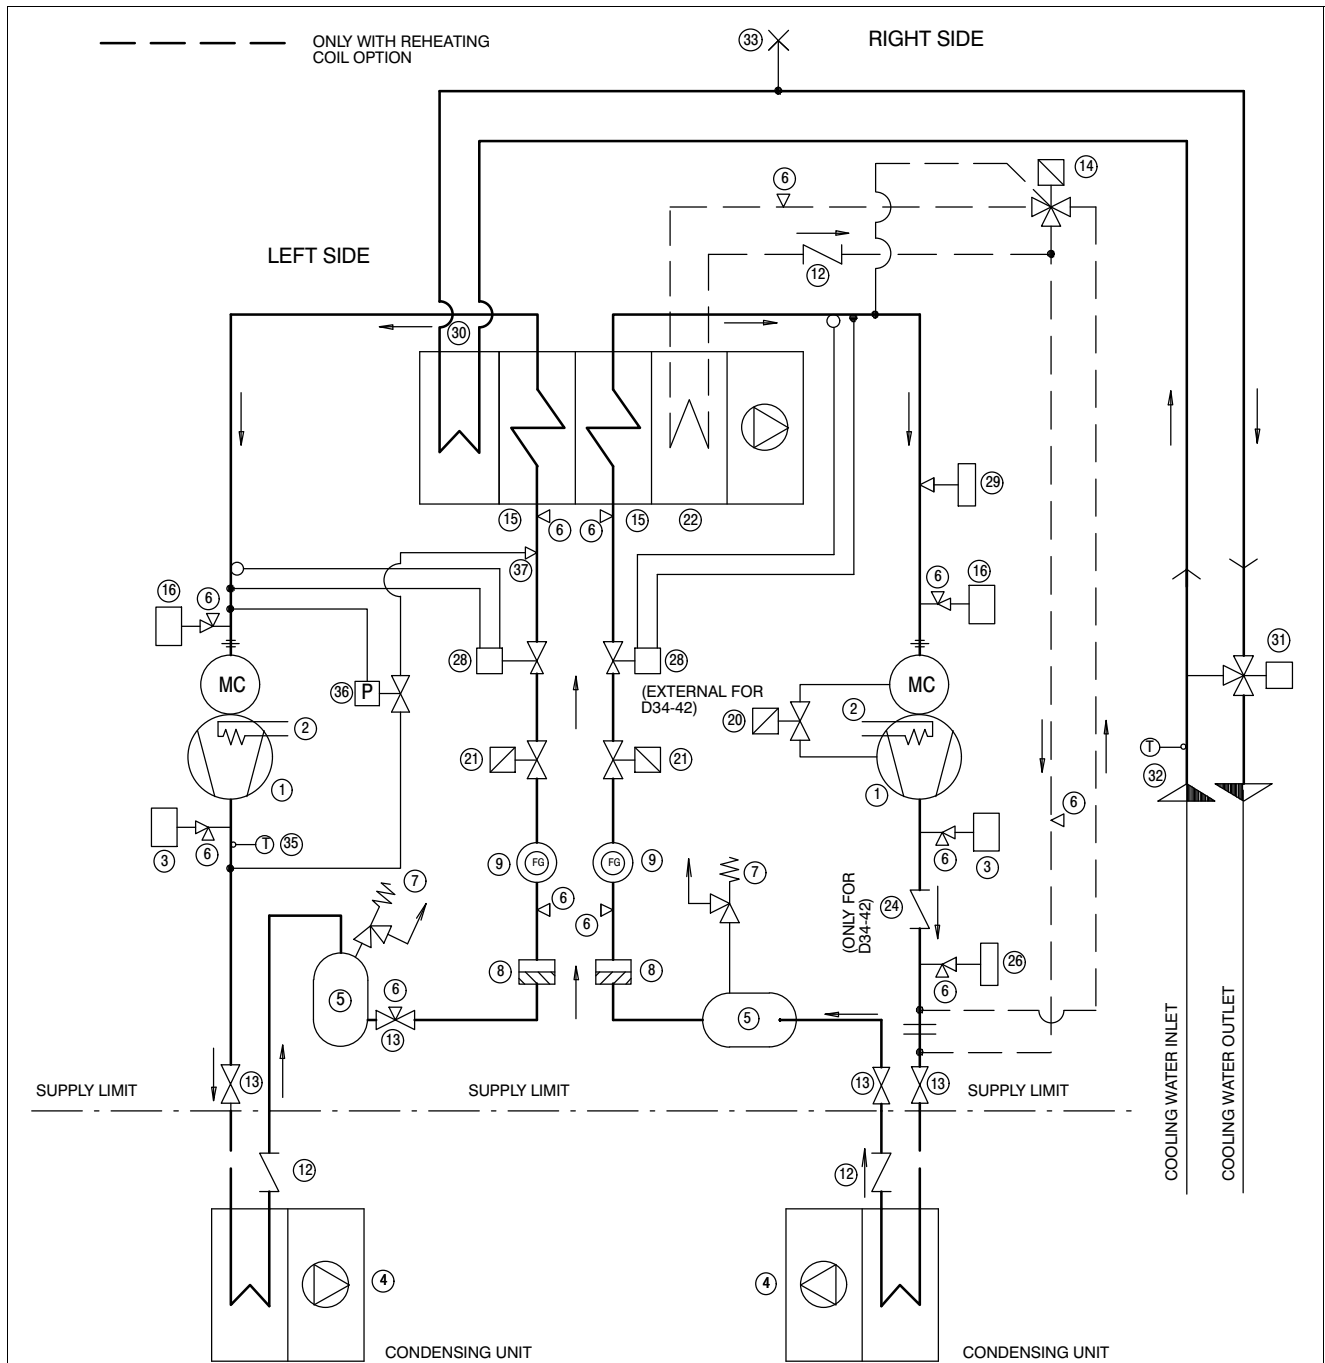 33
RIGHT SIDE
ONLY WITH REHEATING
COIL OPTION
14
6
LEFT SIDE
12
30
29
15
6
6
15
22
37
16
6
6
16
31
28
28
MC
MC
36
P
(EXTERNAL FOR
D34-42)
20
2
2
21
21
T
32
1
1
6
3
6
T
35
9
FG
FG
9
7
7
6
3
6
6
24
(ONLY FOR
D34-42)
8
8
26
6
5
6
5
13
13
13
13
SUPPLY LIMIT
SUPPLY LIMIT
SUPPLY LIMIT
COOLING WATER INLET
COOLING WATER OUTLET
12
12
4
4
CONDENSING UNIT
CONDENSING UNIT